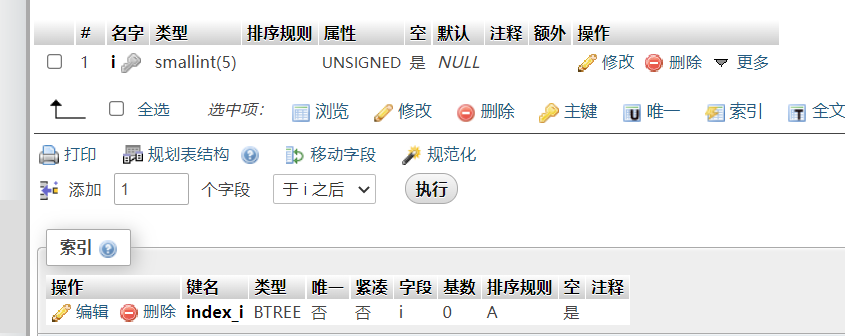 # 名字 类型 排序规则 属性 空 默认 注释 额外 操作
1 i smallint(5) UNSIGNED 是 NULL 修改 删除 更多
全选 选中项： 浏览 修改 删除 主键 唯一 索引 全文
打印 规划表结构 移动字段 规范化
添加 1 个字段 于 i 之后 执行
索引
操作 键名 类型 唯一 紧凑 字段 基数 排序规则 空 注释
编辑 删除 index_i BTREE 否 否 i 0 A 是